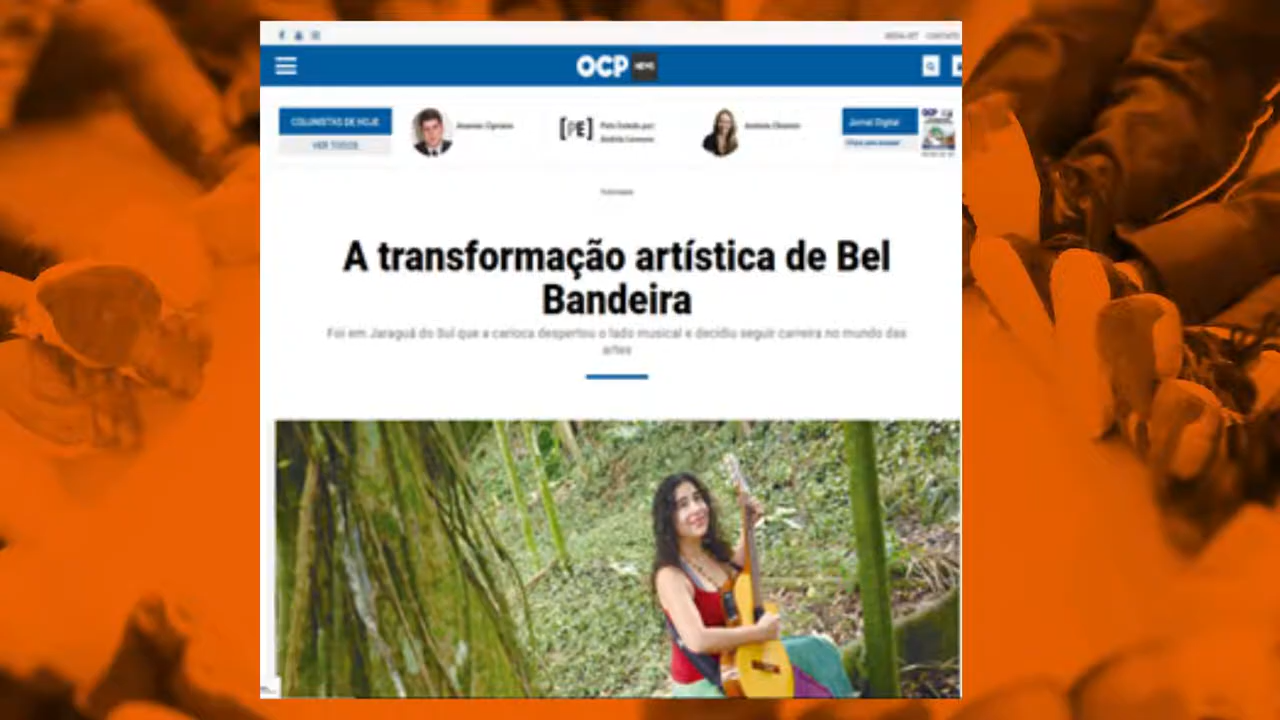 OCP NEWS
COLUNISTAS DE HOJE
VER TODOS
[PE]
Jornal Digital
A transformação artística de Bel
Bandeira
Foi em Jaraguá do Sul que a carioca despertou o lado musical e decidiu seguir carreira no mundo das
artes